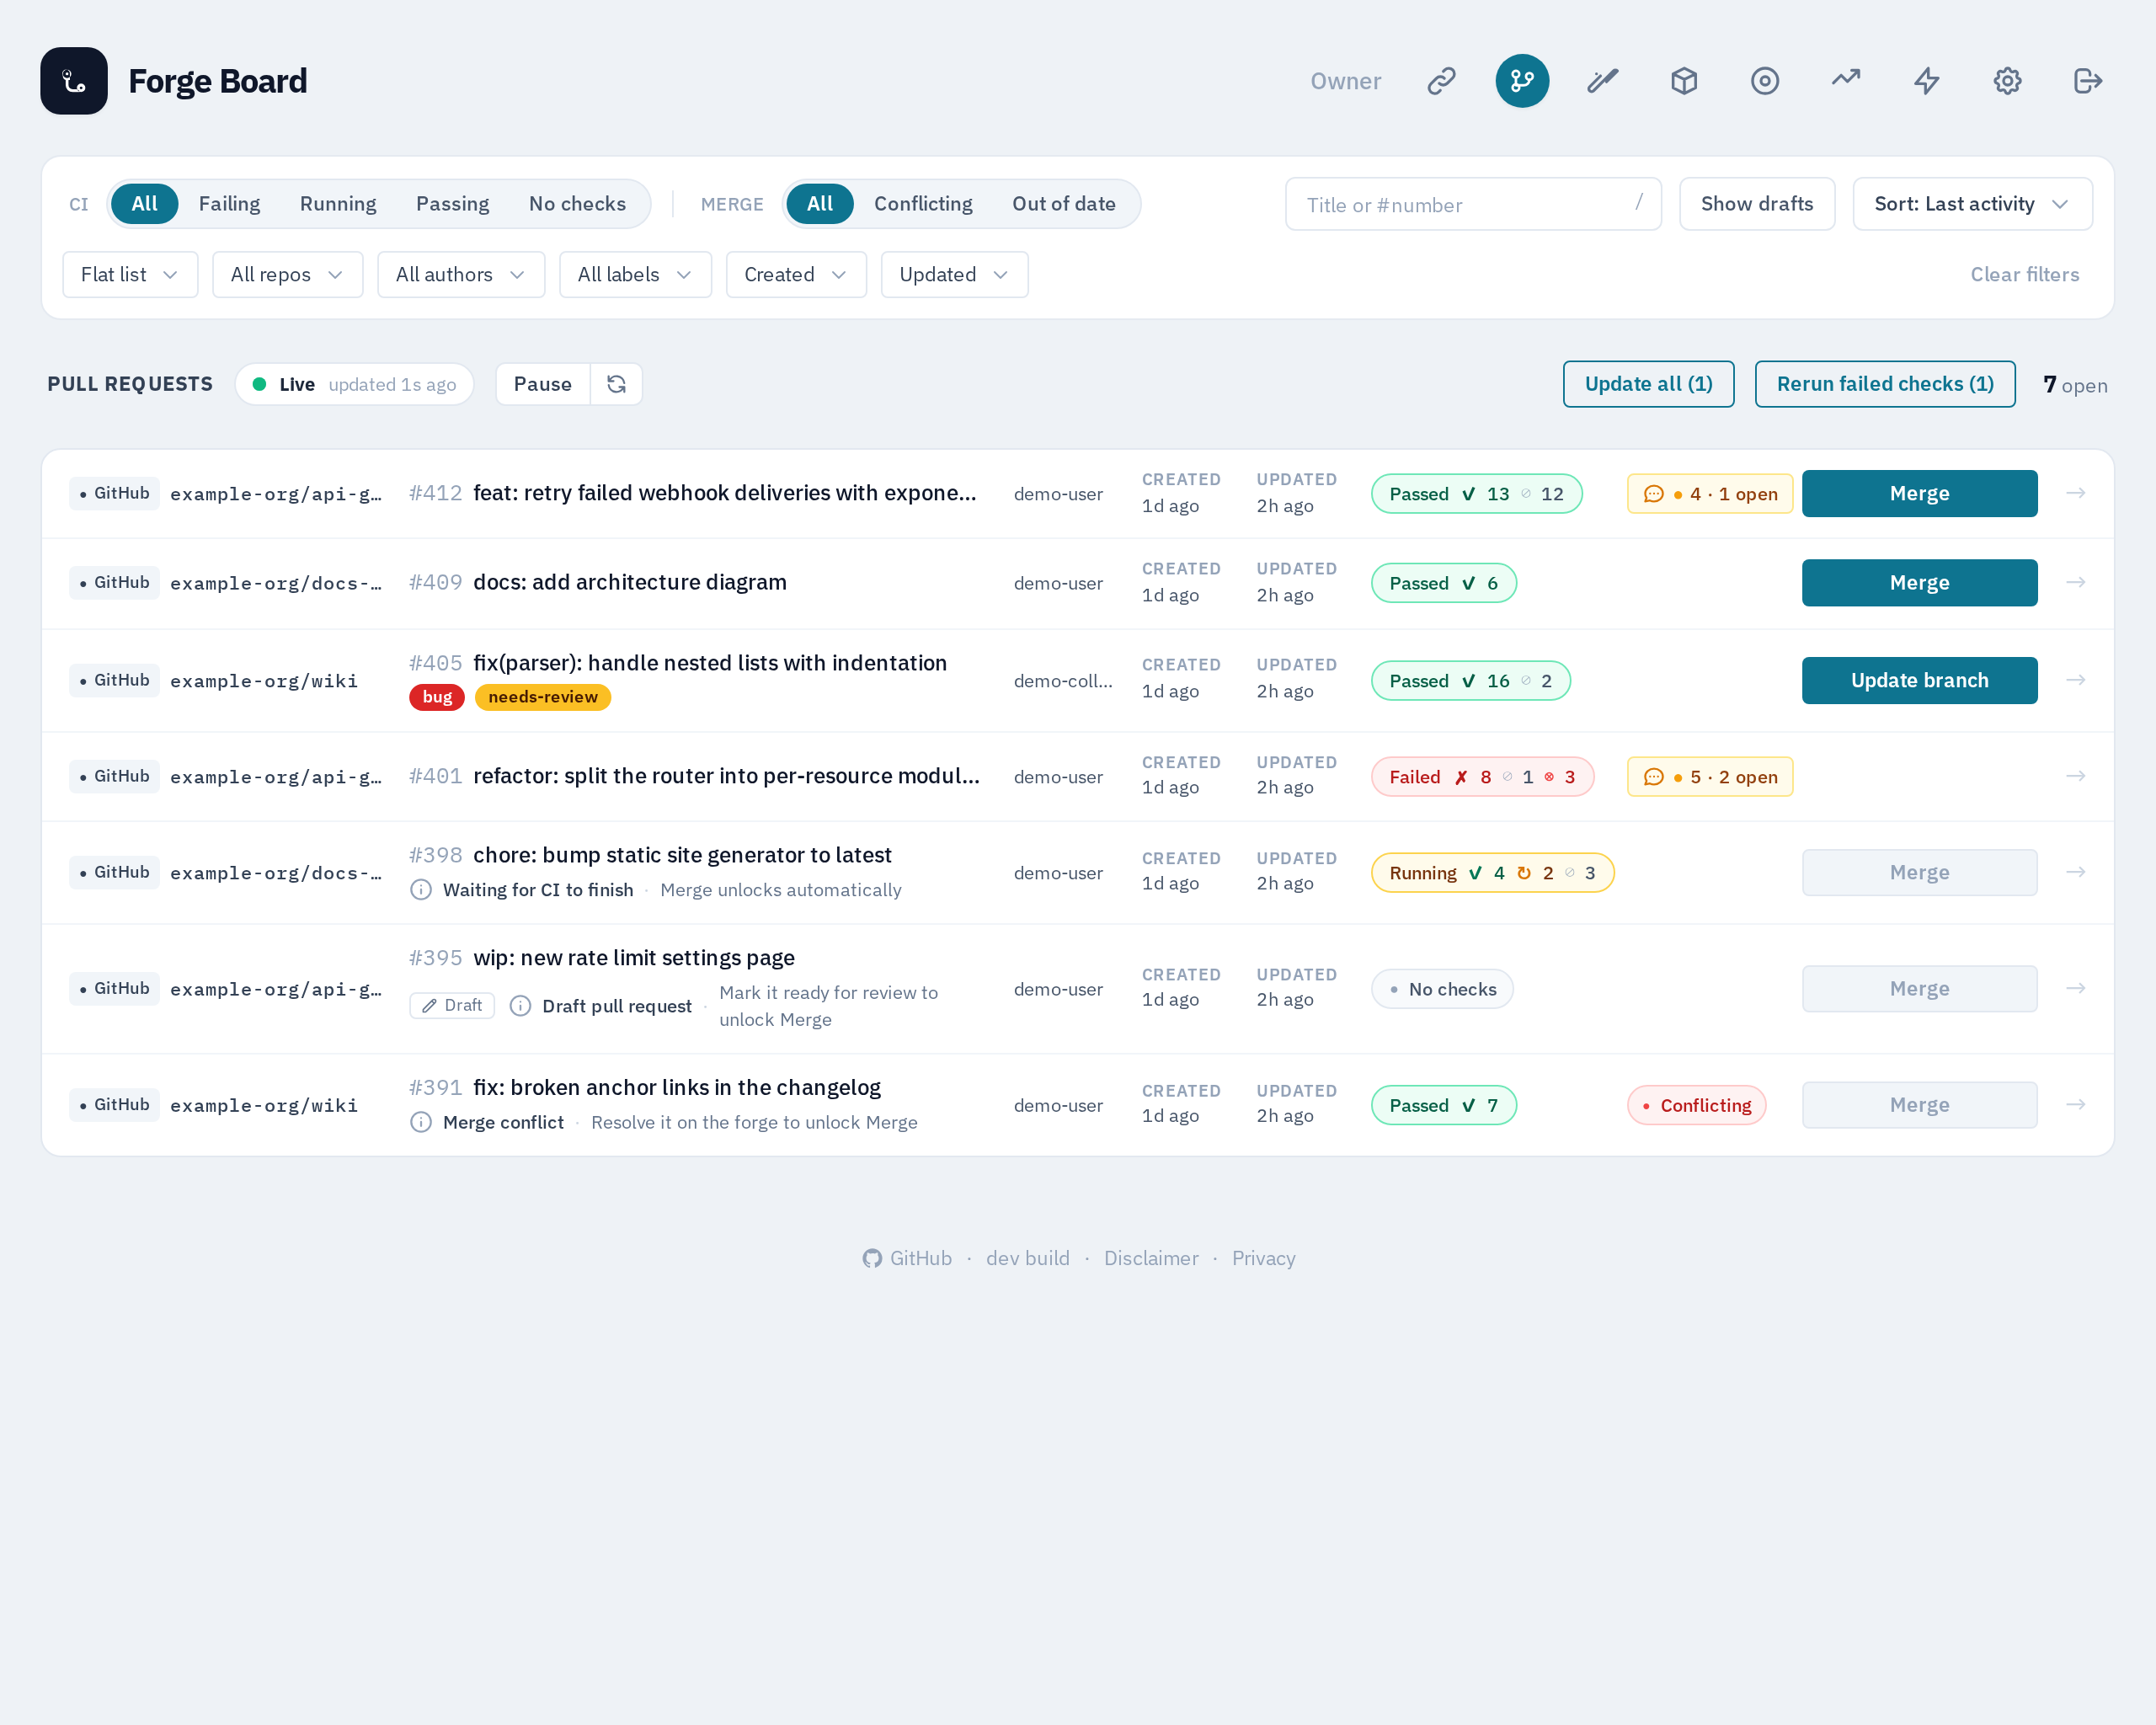 Forge Board Owner
CI All Failing Running Passing No checks MERGE All Conflicting Out of date Title or #number / Show drafts Sort: Last activity
Flat list All repos All authors All labels Created Updated Clear filters
PULL REQUESTS Live updated 1s ago Pause Update all (1) Rerun failed checks (1) 7 open
GitHub example-org/api-g… #412 feat: retry failed webhook deliveries with expone… demo-user CREATED 1d ago UPDATED 2h ago Passed ✓ 13 ⊘ 12 4 · 1 open Merge →
GitHub example-org/docs-… #409 docs: add architecture diagram demo-user CREATED 1d ago UPDATED 2h ago Passed ✓ 6 Merge →
GitHub example-org/wiki #405 fix(parser): handle nested lists with indentation demo-coll… CREATED 1d ago UPDATED 2h ago Passed ✓ 16 ⊘ 2 Update branch →
bug needs-review
GitHub example-org/api-g… #401 refactor: split the router into per-resource modul… demo-user CREATED 1d ago UPDATED 2h ago Failed ✗ 8 ⊘ 1 ⊗ 3 5 · 2 open →
GitHub example-org/docs-… #398 chore: bump static site generator to latest demo-user CREATED 1d ago UPDATED 2h ago Running ✓ 4 ↻ 2 ⊘ 3 Merge →
Waiting for CI to finish · Merge unlocks automatically
GitHub example-org/api-g… #395 wip: new rate limit settings page demo-user CREATED 1d ago UPDATED 2h ago No checks Merge →
Draft Draft pull request · Mark it ready for review to
unlock Merge
GitHub example-org/wiki #391 fix: broken anchor links in the changelog demo-user CREATED 1d ago UPDATED 2h ago Passed ✓ 7 Conflicting Merge →
Merge conflict · Resolve it on the forge to unlock Merge
GitHub · dev build · Disclaimer · Privacy